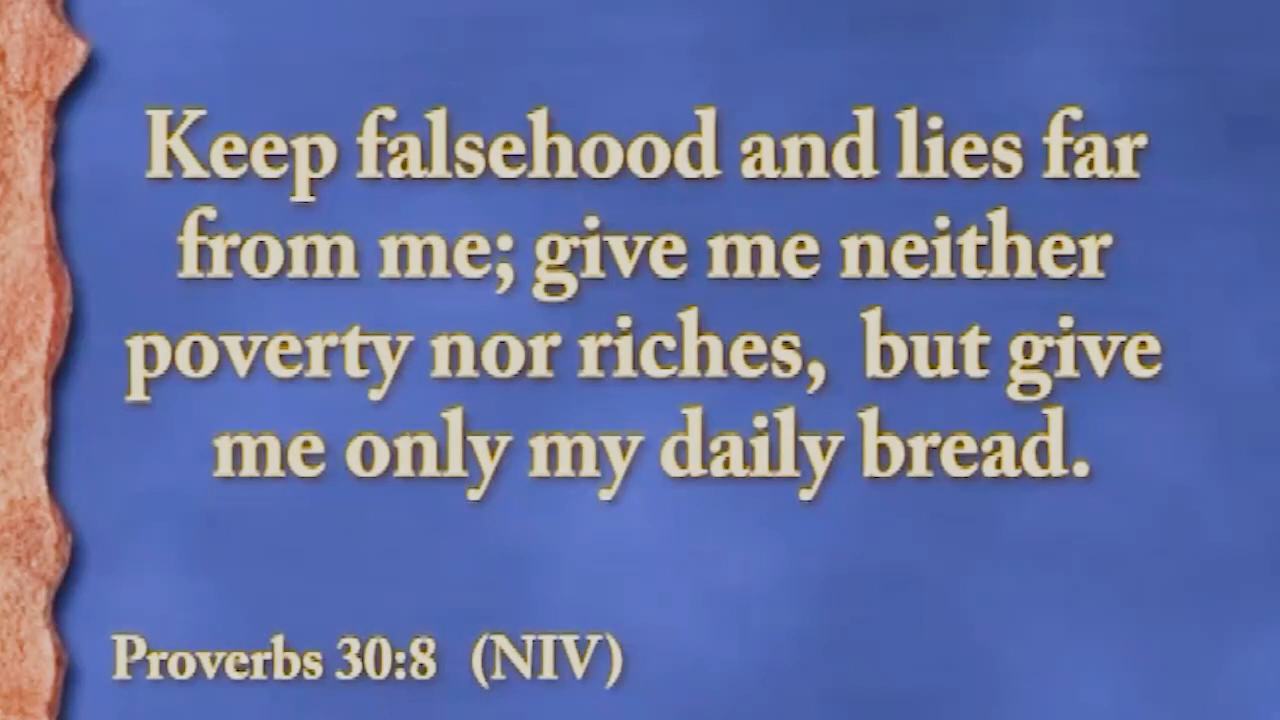 Keep falsehood and lies far
from me; give me neither
poverty nor riches,  but give
me only my daily bread.
Proverbs 30:8  (NIV)